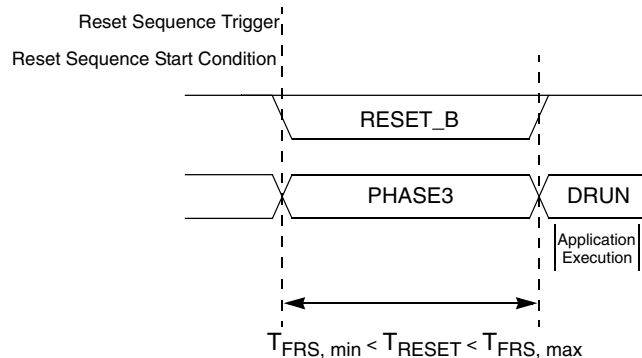 Reset Sequence Trigger
Reset Sequence Start Condition
RESET_B
PHASE3
DRUN
Application
Execution
TFRS, min < TRESET < TFRS, max